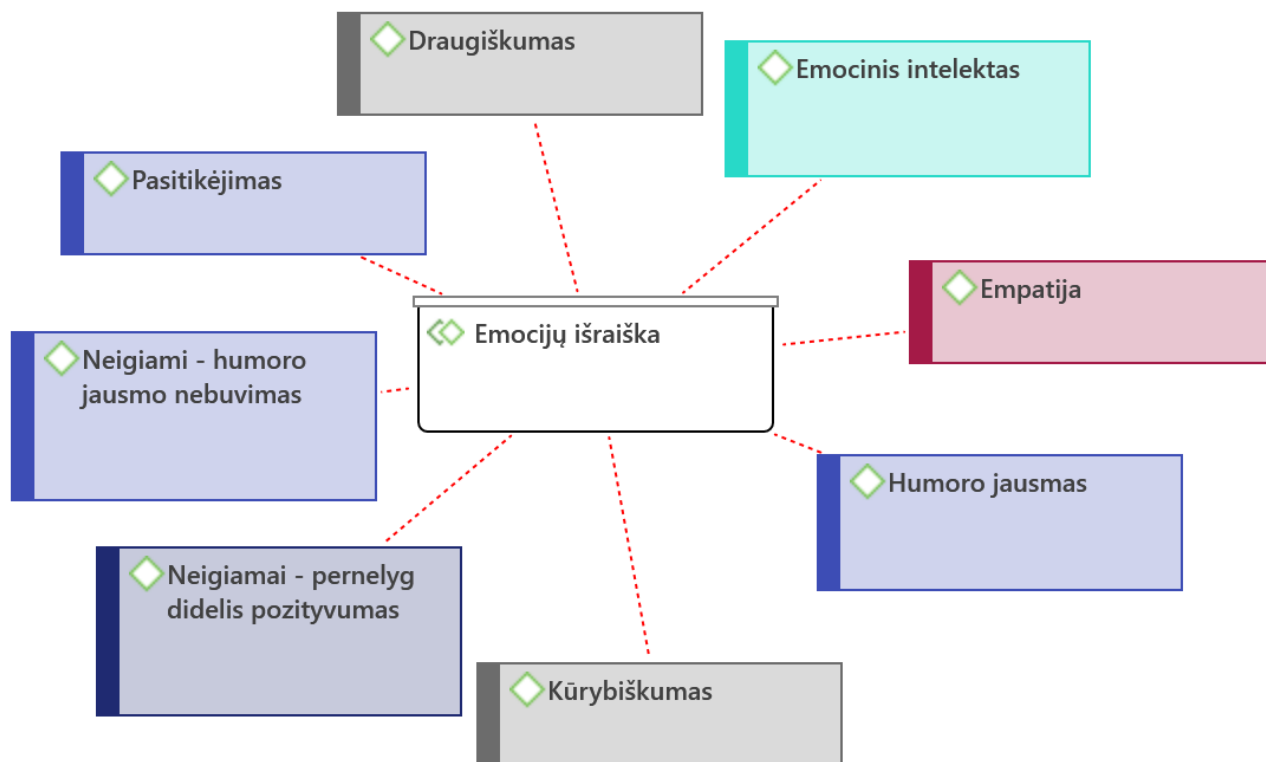 Draugiškumas
Emocinis intelektas
Pasitikėjimas
Empatija
Emocijų išraiška
Neigiami - humoro
jausmo nebuvimas
Humoro jausmas
Neigiamai - pernelyg
didelis pozityvumas
Kūrybiškumas